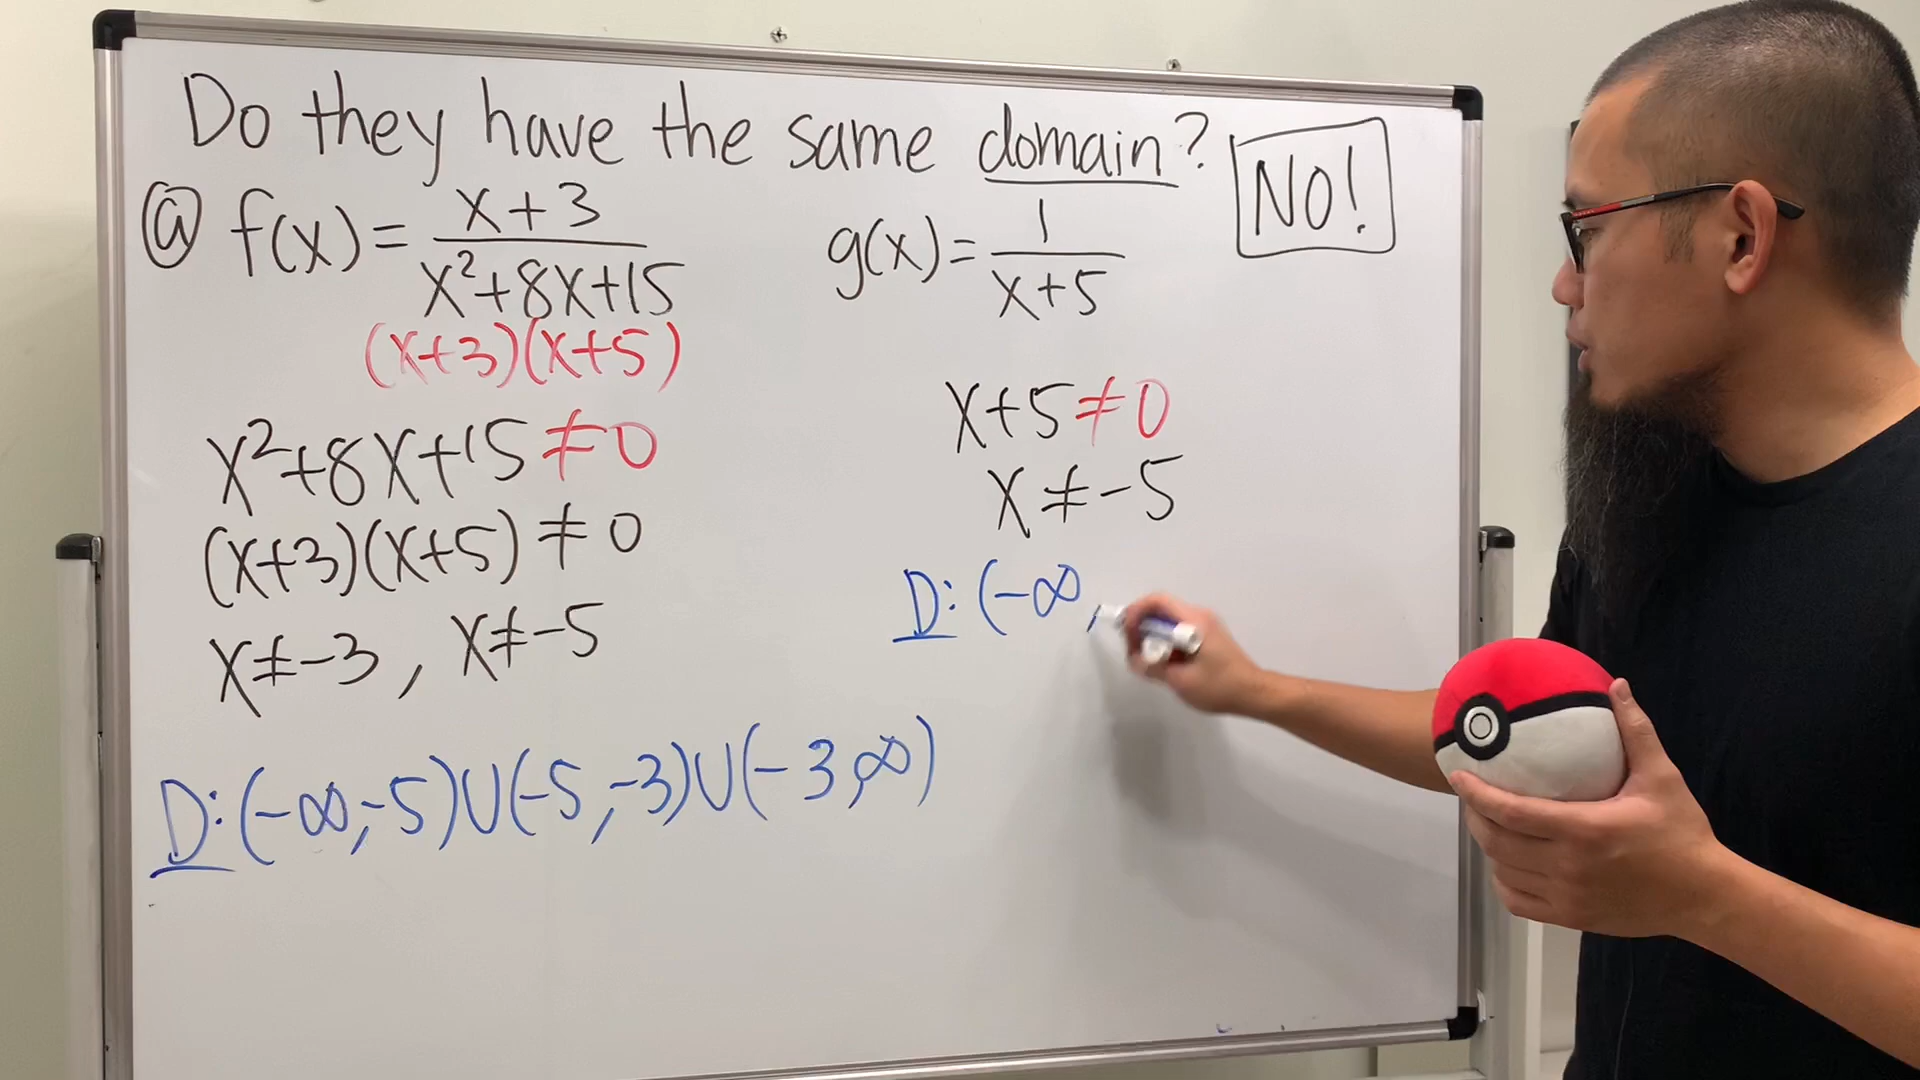 Do they have the same domain? NO!
ⓐ f(x) = x+3 / x²+8x+15
(x+3)(x+5)
x²+8x+15 ≠ 0
(x+3)(x+5) ≠ 0
x ≠ -3 , x ≠ -5
D: (-∞,-5)U(-5,-3)U(-3,∞)
g(x) = 1 / x+5
x+5 ≠ 0
x ≠ -5
D: (-∞,